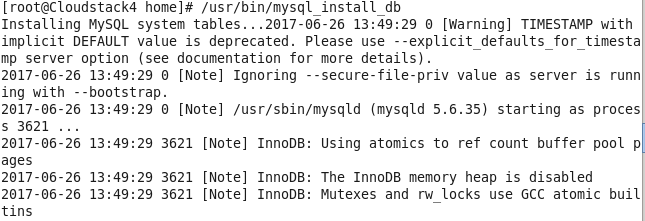 [root@Cloudstack4 home]# /usr/bin/mysql_install_db
Installing MySQL system tables...2017-06-26 13:49:29 0 [Warning] TIMESTAMP with
implicit DEFAULT value is deprecated. Please use --explicit_defaults_for_timesta
mp server option (see documentation for more details).
2017-06-26 13:49:29 0 [Note] Ignoring --secure-file-priv value as server is runn
ing with --bootstrap.
2017-06-26 13:49:29 0 [Note] /usr/sbin/mysqld (mysqld 5.6.35) starting as proces
s 3621 ...
2017-06-26 13:49:29 3621 [Note] InnoDB: Using atomics to ref count buffer pool p
ages
2017-06-26 13:49:29 3621 [Note] InnoDB: The InnoDB memory heap is disabled
2017-06-26 13:49:29 3621 [Note] InnoDB: Mutexes and rw_locks use GCC atomic buil
tins